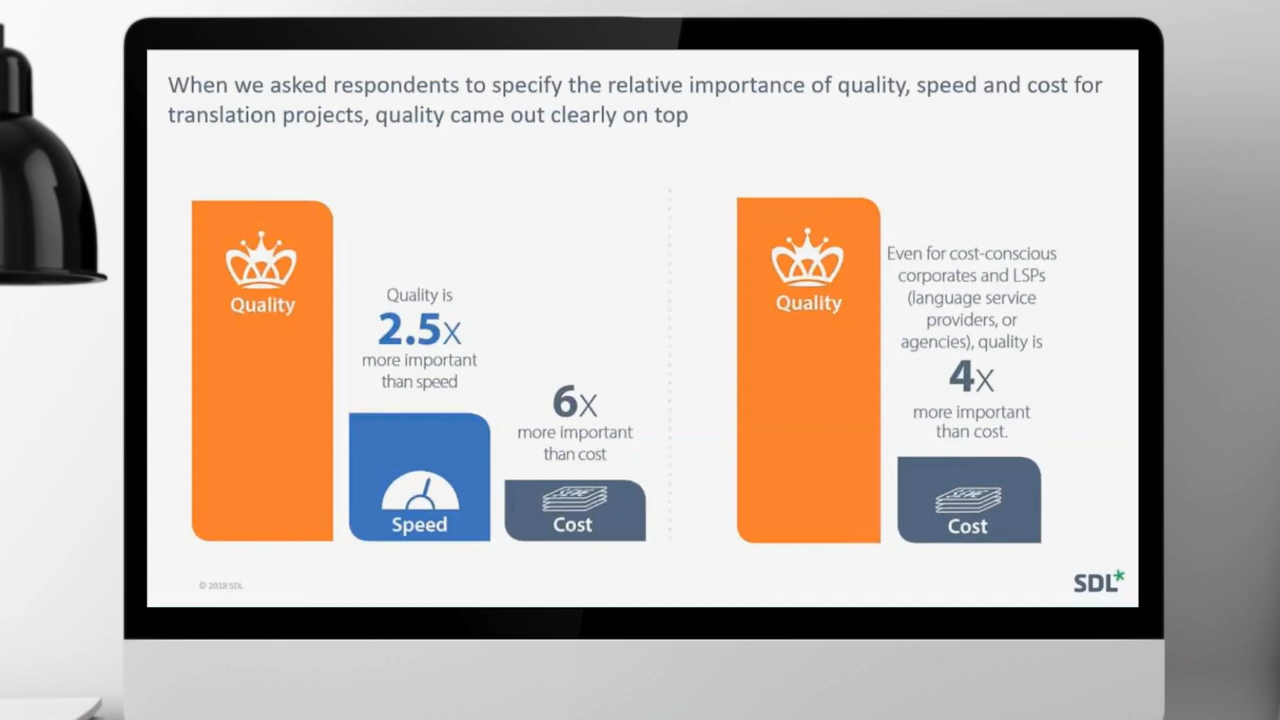 When we asked respondents to specify the relative importance of quality, speed and cost for
translation projects, quality came out clearly on top
Quality
Quality is
2.5x
more important
than speed
Speed
6x
more important
than cost
Cost
Quality
Even for cost-conscious
corporates and LSPs
(language service
providers, or
agencies), quality is
4x
more important
than cost.
Cost
© 2018 SDL
SDL*